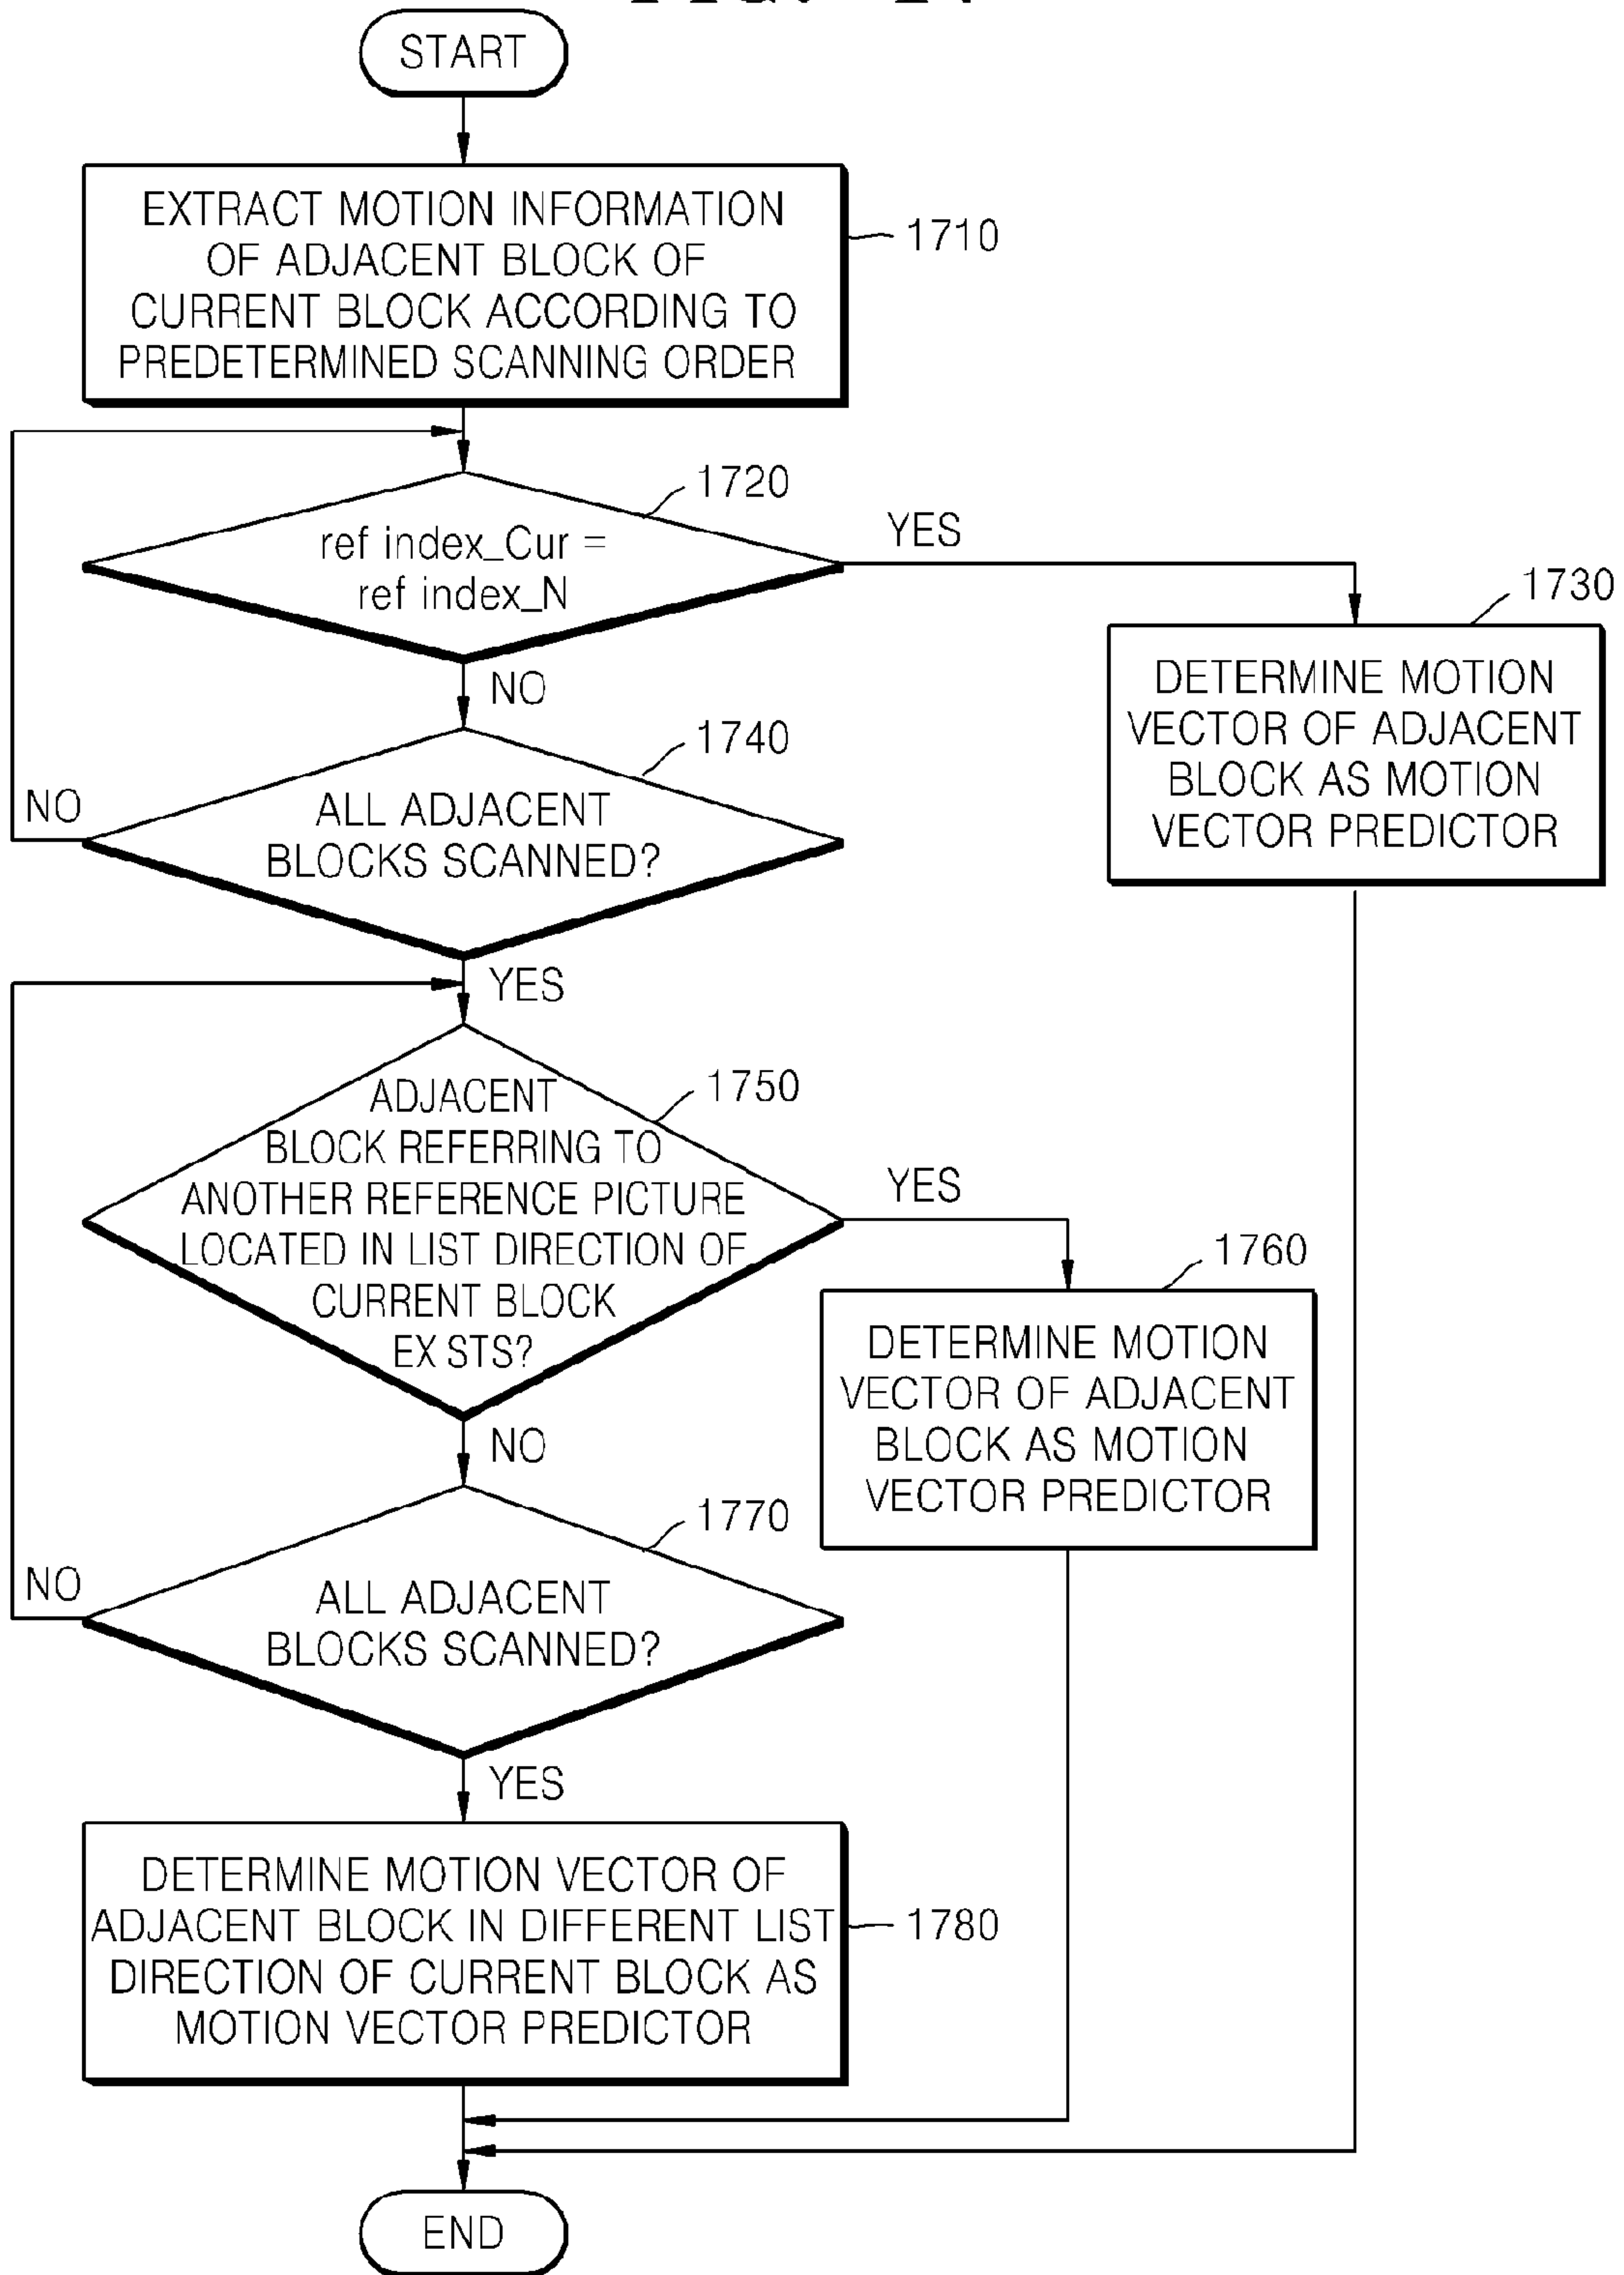 START
EXTRACT MOTION INFORMATION
OF ADJACENT BLOCK OF
CURRENT BLOCK ACCORDING TO
PREDETERMINED SCANNING ORDER
1710
1720
ref index_Cur =
ref index_N
YES
NO
1730
DETERMINE MOTION
VECTOR OF ADJACENT
BLOCK AS MOTION
VECTOR PREDICTOR
1740
NO
ALL ADJACENT
BLOCKS SCANNED?
YES
1750
ADJACENT
BLOCK REFERRING TO
ANOTHER REFERENCE PICTURE
LOCATED IN LIST DIRECTION OF
CURRENT BLOCK
EX STS?
YES
NO
1760
DETERMINE MOTION
VECTOR OF ADJACENT
BLOCK AS MOTION
VECTOR PREDICTOR
1770
NO
ALL ADJACENT
BLOCKS SCANNED?
YES
DETERMINE MOTION VECTOR OF
ADJACENT BLOCK IN DIFFERENT LIST
DIRECTION OF CURRENT BLOCK AS
MOTION VECTOR PREDICTOR
1780
END